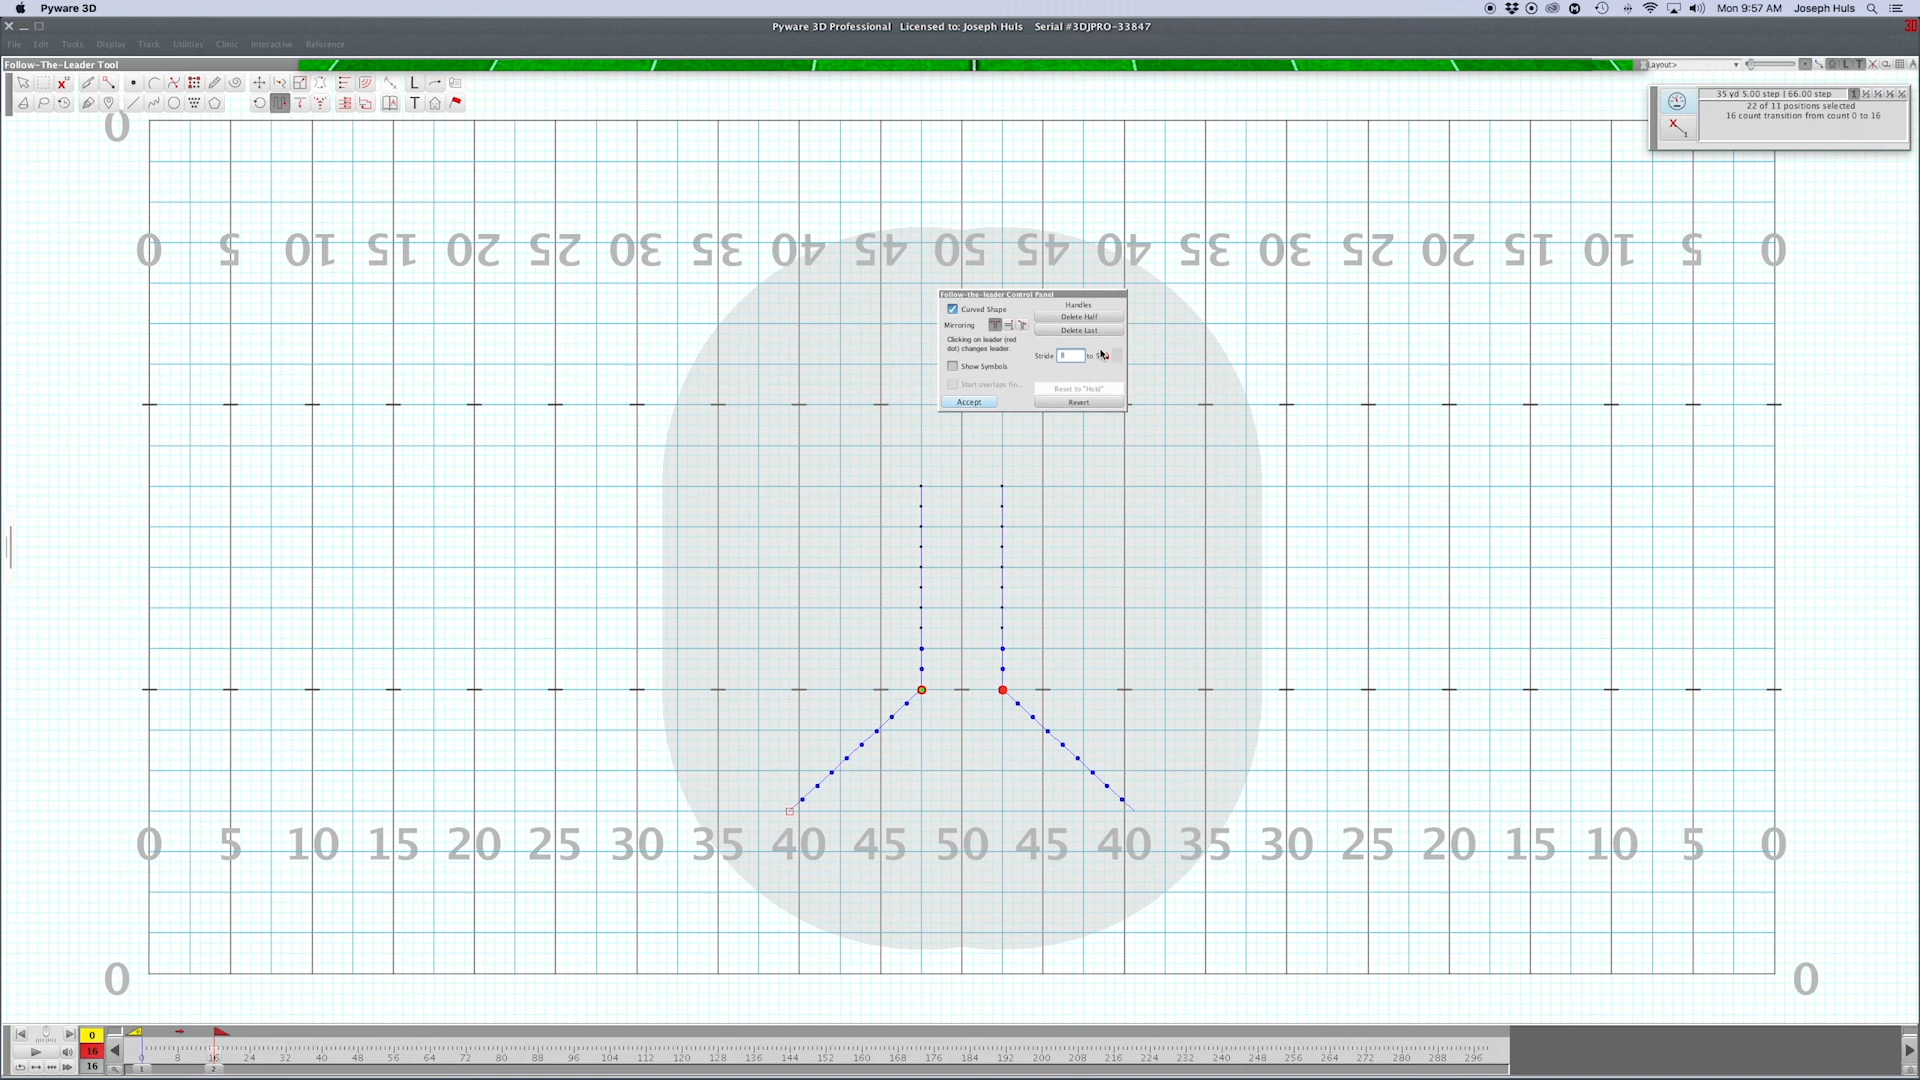 Pyware 3D
Mon 9:57 AM Joseph Huls
Pyware 3D Professional Licensed to: Joseph Huls Serial #3DJPRO-33847
3D
File Edit Tools Display Track Utilities Clinic Interactive Reference
Follow-The-Leader Tool
Layout>
35 yd 5.00 step | 66.00 step
22 of 11 positions selected
16 count transition from count 0 to 16
0
0 5 10 15 20 25 30 35 40 45 50 45 40 35 30 25 20 15 10 5 0
Follow-the-leader Control Panel
Curved Shape
Handles
Delete Half
Mirroring
Delete Last
Clicking on leader (red
dot) changes leader.
Stride 8 to
Show Symbols
Start overlaps fin...
Reset to "Hold"
Accept
Revert
0 5 10 15 20 25 30 35 40 45 50 45 40 35 30 25 20 15 10 5 0
0 0
0
16
16
0 8 16 24 32 40 48 56 64 72 80 88 96 104 112 120 128 136 144 152 160 168 176 184 192 200 208 216 224 232 240 248 256 264 272 280 288 296
1 2